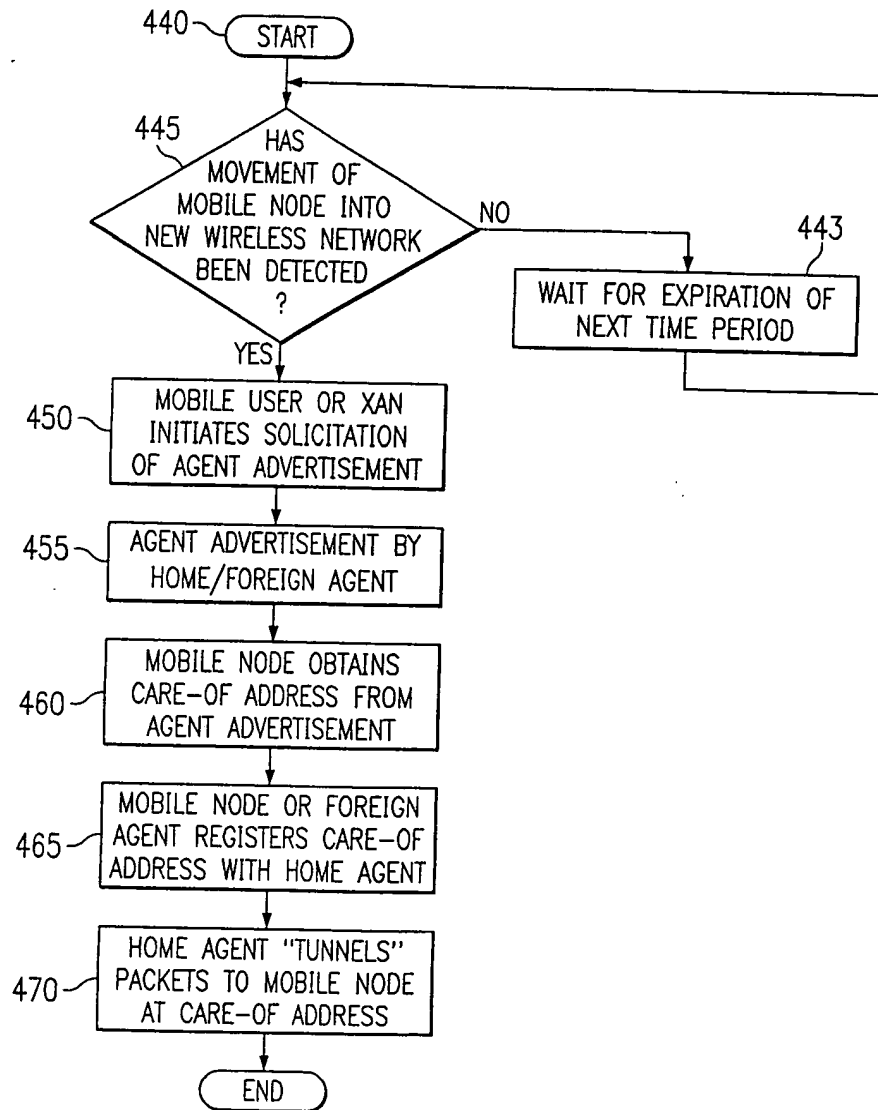 440
START
445
HAS
MOVEMENT OF
MOBILE NODE INTO
NEW WIRELESS NETWORK
BEEN DETECTED
?
NO
YES
443
WAIT FOR EXPIRATION OF
NEXT TIME PERIOD
450
MOBILE USER OR XAN
INITIATES SOLICITATION
OF AGENT ADVERTISEMENT
455
AGENT ADVERTISEMENT BY
HOME/FOREIGN AGENT
460
MOBILE NODE OBTAINS
CARE-OF ADDRESS FROM
AGENT ADVERTISEMENT
465
MOBILE NODE OR FOREIGN
AGENT REGISTERS CARE-OF
ADDRESS WITH HOME AGENT
470
HOME AGENT "TUNNELS"
PACKETS TO MOBILE NODE
AT CARE-OF ADDRESS
END